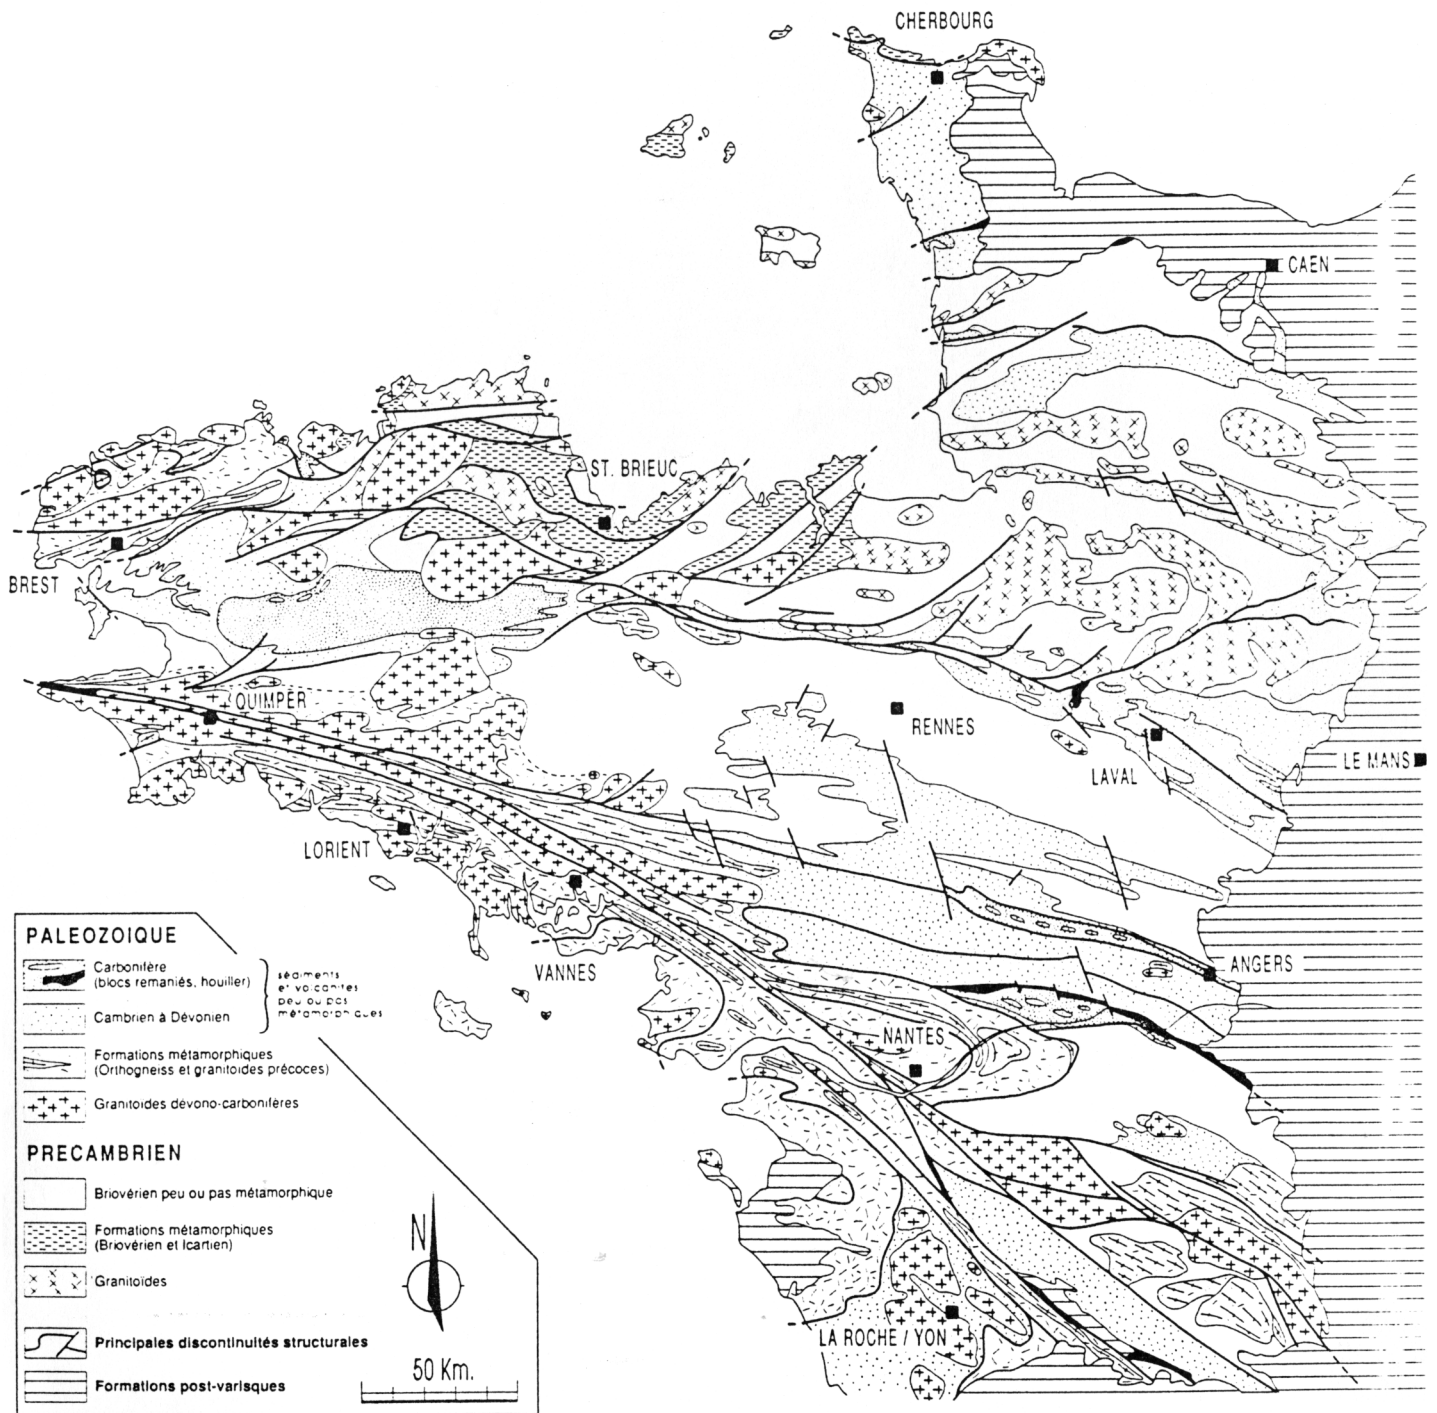 CHERBOURG
CAEN
ST. BRIEUC
BREST
QUIMPER
RENNES
LAVAL
LE MANS
LORIENT
VANNES
ANGERS
NANTES
LA ROCHE / YON
PALEOZOIQUE
Carbonifère
(blocs remaniés, houiller)
sédiments
et volcanites
peu ou pas
métamorphiques
Cambrien à Dévonien
Formations métamorphiques
(Orthogneiss et granitoides précoces)
Granitoides dévono-carbonifères
PRECAMBRIEN
Briovérien peu ou pas métamorphique
Formations métamorphiques
(Briovérien et Icartien)
Granitoïdes
Principales discontinuités structurales
Formations post-varisques
N
50 Km.